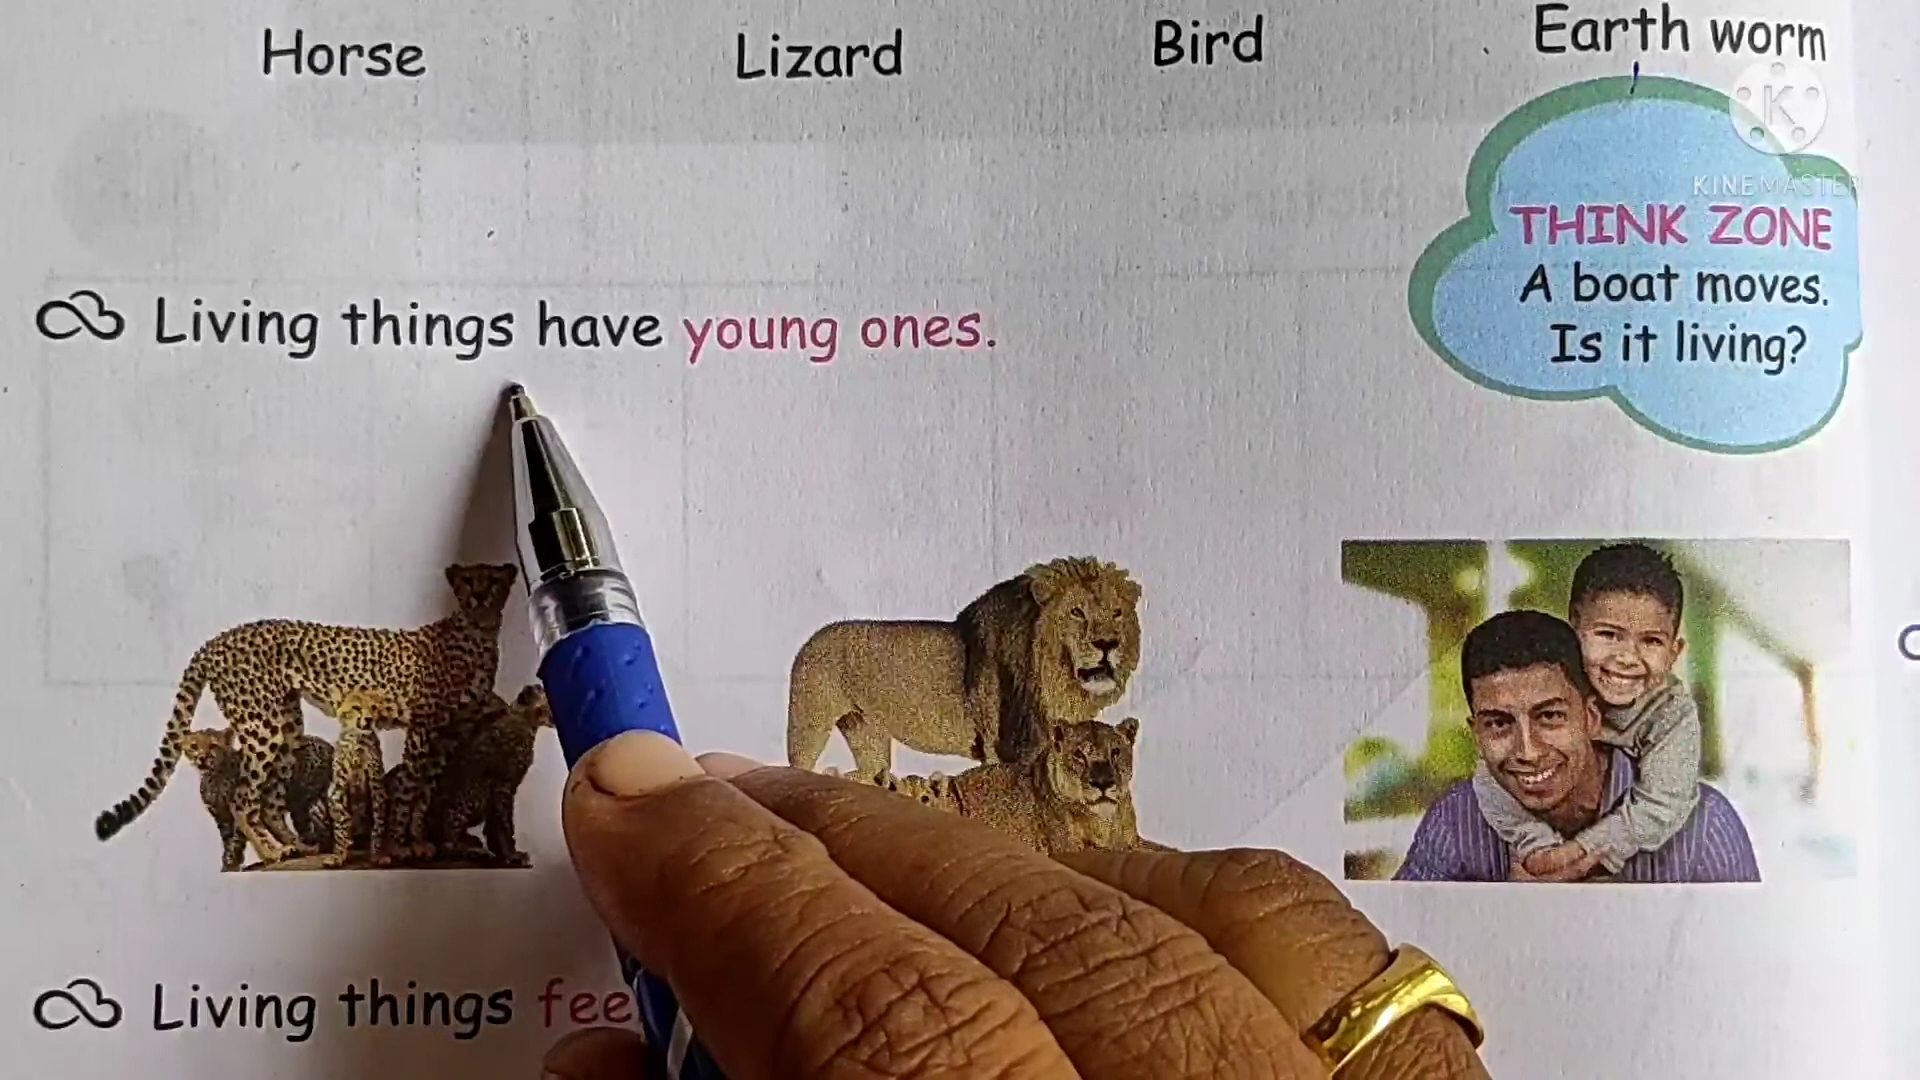 Horse Lizard Bird Earth worm
KINEMASTER
THINK ZONE
A boat moves.
Is it living?
Living things have young ones.
Living things fee